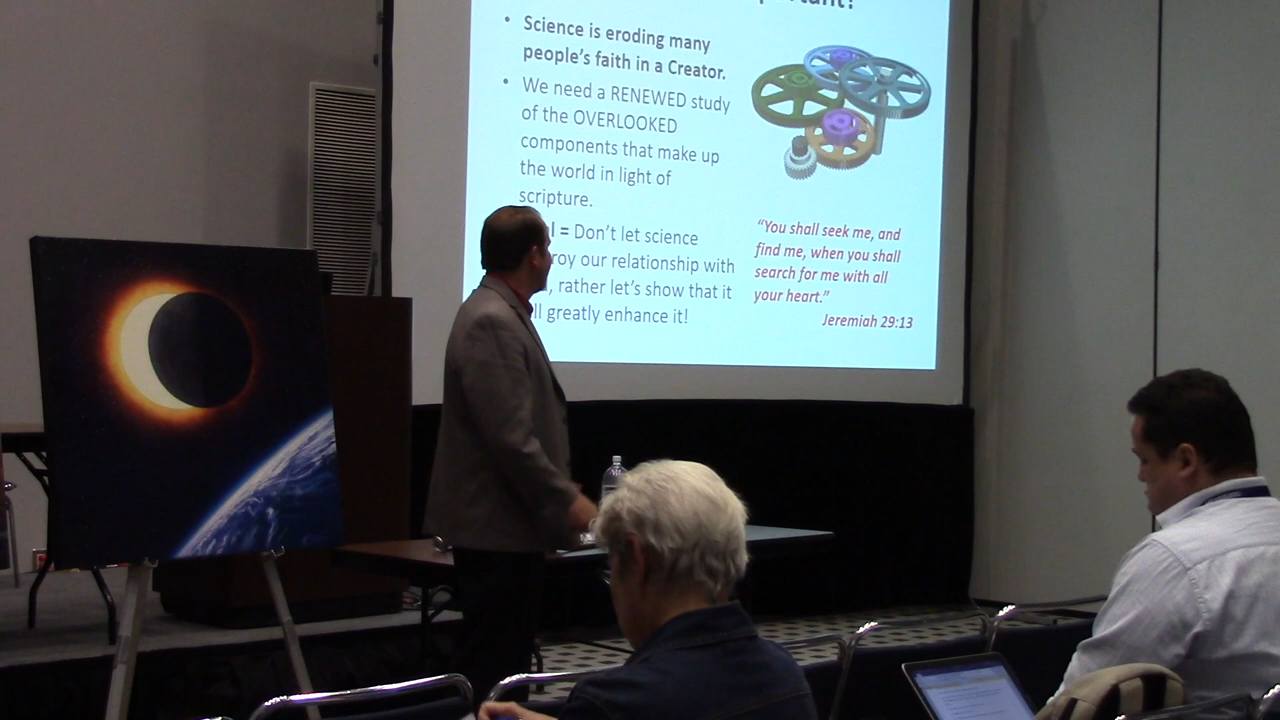 • Science is eroding many
people's faith in a Creator.
• We need a RENEWED study
of the OVERLOOKED
components that make up
the world in light of
scripture.
= Don't let science
our relationship with
rather let's show that it
greatly enhance it!
"You shall seek me, and
find me, when you shall
search for me with all
your heart."
Jeremiah 29:13